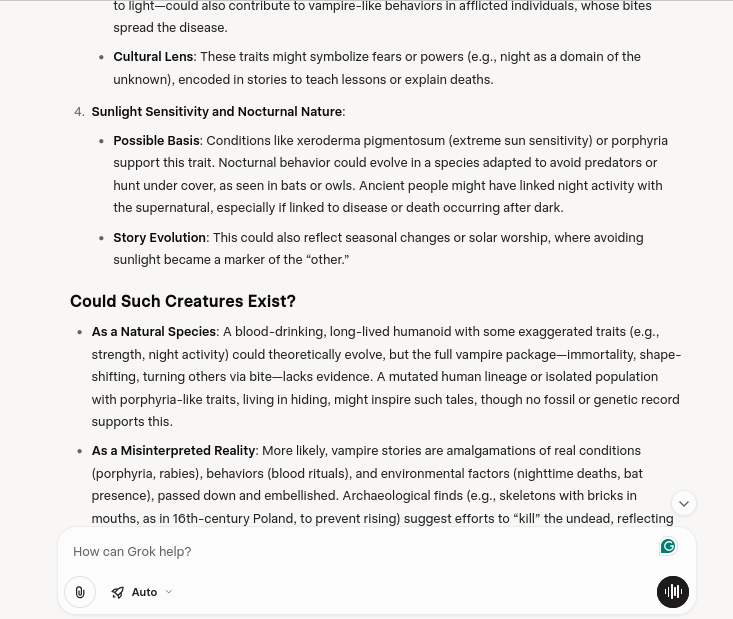 to light—could also contribute to vampire-like behaviors in afflicted individuals, whose bites
spread the disease.
• Cultural Lens: These traits might symbolize fears or powers (e.g., night as a domain of the
unknown), encoded in stories to teach lessons or explain deaths.
4. Sunlight Sensitivity and Nocturnal Nature:
• Possible Basis: Conditions like xeroderma pigmentosum (extreme sun sensitivity) or porphyria
support this trait. Nocturnal behavior could evolve in a species adapted to avoid predators or
hunt under cover, as seen in bats or owls. Ancient people might have linked night activity with
the supernatural, especially if linked to disease or death occurring after dark.
• Story Evolution: This could also reflect seasonal changes or solar worship, where avoiding
sunlight became a marker of the “other.”
Could Such Creatures Exist?
• As a Natural Species: A blood-drinking, long-lived humanoid with some exaggerated traits (e.g.,
strength, night activity) could theoretically evolve, but the full vampire package—immortality, shape-
shifting, turning others via bite—lacks evidence. A mutated human lineage or isolated population
with porphyria-like traits, living in hiding, might inspire such tales, though no fossil or genetic record
supports this.
• As a Misinterpreted Reality: More likely, vampire stories are amalgamations of real conditions
(porphyria, rabies), behaviors (blood rituals), and environmental factors (nighttime deaths, bat
presence), passed down and embellished. Archaeological finds (e.g., skeletons with bricks in
mouths, as in 16th-century Poland, to prevent rising) suggest efforts to “kill” the undead, reflecting
How can Grok help?
Auto